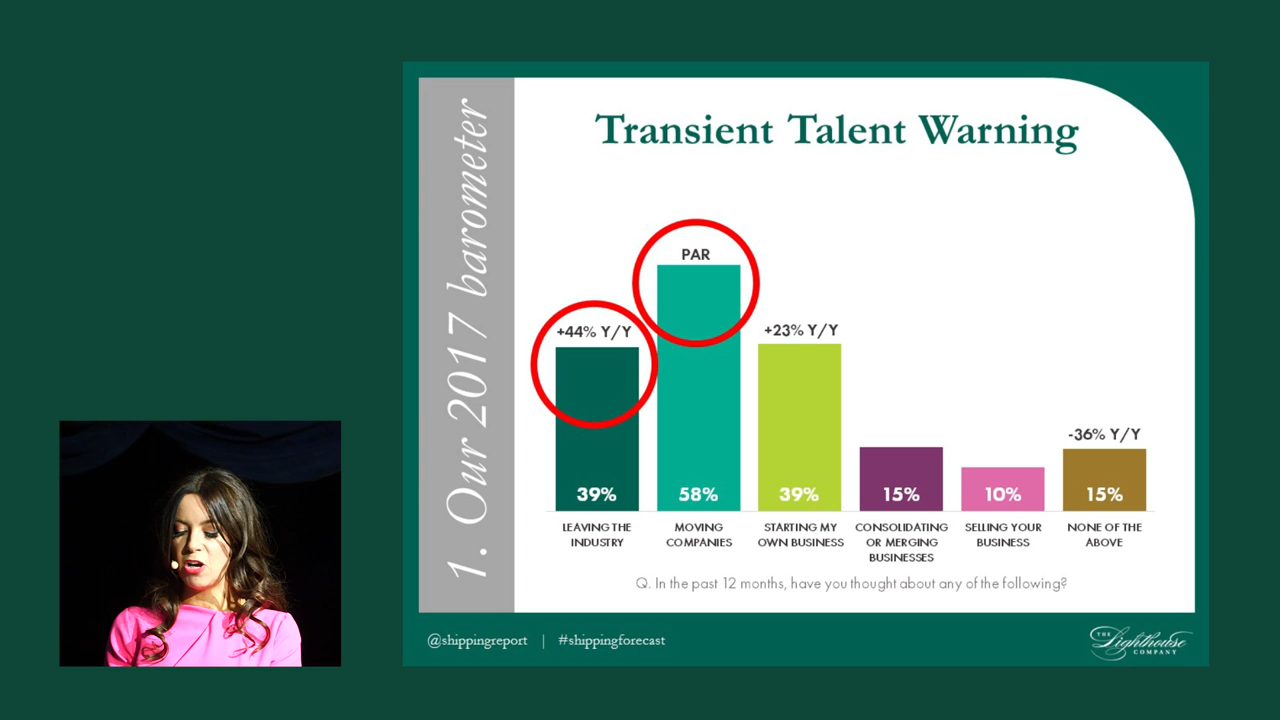 1. Our 2017 barometer
Transient Talent Warning
+44% Y/Y
PAR
+23% Y/Y
-36% Y/Y
39%
58%
39%
15%
10%
15%
LEAVING THE
INDUSTRY
MOVING
COMPANIES
STARTING MY
OWN BUSINESS
CONSOLIDATING
OR MERGING
BUSINESSES
SELLING YOUR
BUSINESS
NONE OF THE
ABOVE
Q. In the past 12 months, have you thought about any of the following?
@shippingreport | #shippingforecast
THE
Lighthouse
COMPANY